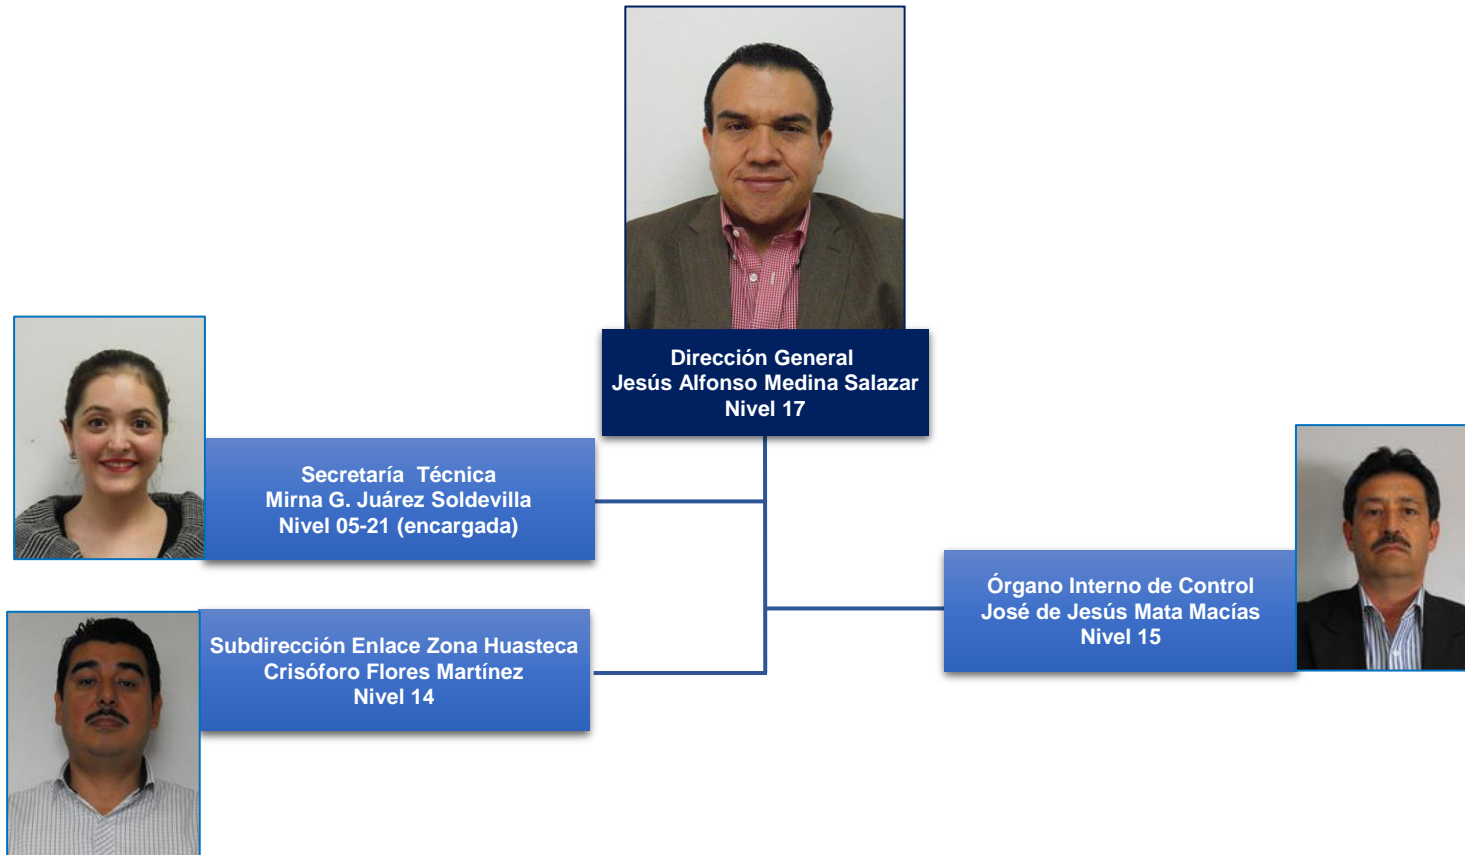 Dirección General
Jesús Alfonso Medina Salazar
Nivel 17
Secretaría  Técnica
Mirna G. Juárez Soldevilla
Nivel 05-21 (encargada)
Órgano Interno de Control
José de Jesús Mata Macías
Nivel 15
Subdirección Enlace Zona Huasteca
Crisóforo Flores Martínez
Nivel 14